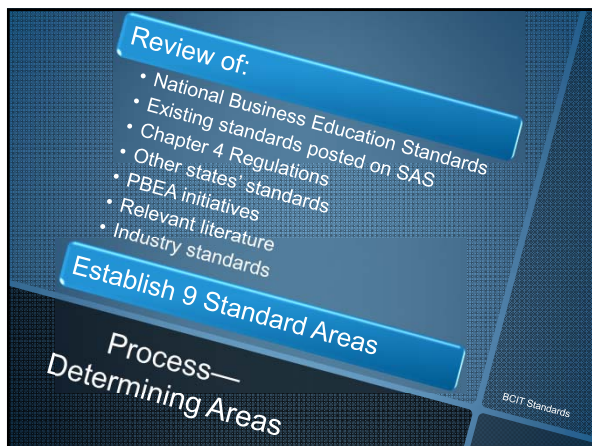 Review of:
• National Business Education Standards
• Existing standards posted on SAS
• Chapter 4 Regulations
• Other states' standards
• PBEA initiatives
• Relevant literature
• Industry standards
Establish 9 Standard Areas
Process—
Determining Areas
BCIT Standards